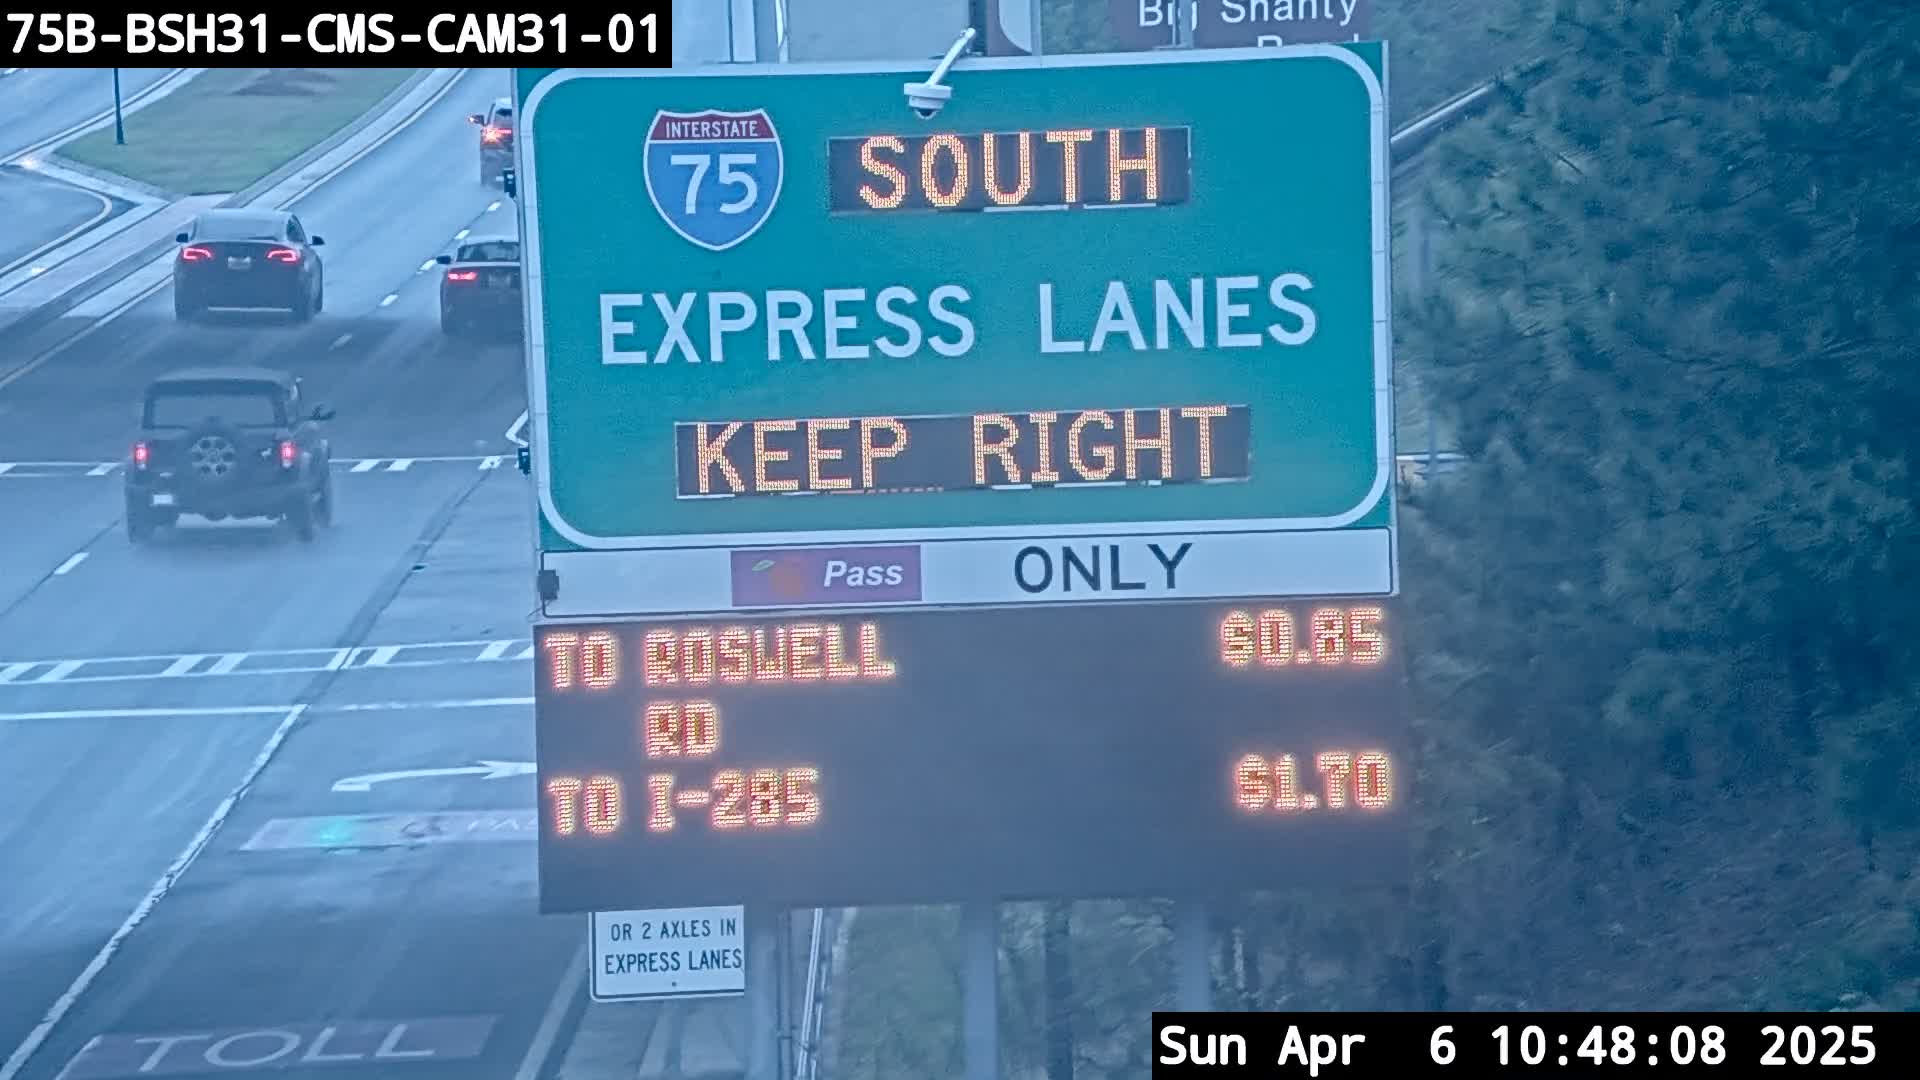 75B-BSH31-CMS-CAM31-01
Big Shanty
INTERSTATE
75
SOUTH
EXPRESS LANES
KEEP RIGHT
Pass ONLY
TO ROSWELL $0.85
RD
TO I-285 $1.70
OR 2 AXLES IN
EXPRESS LANES
TOLL
Sun Apr 6 10:48:08 2025